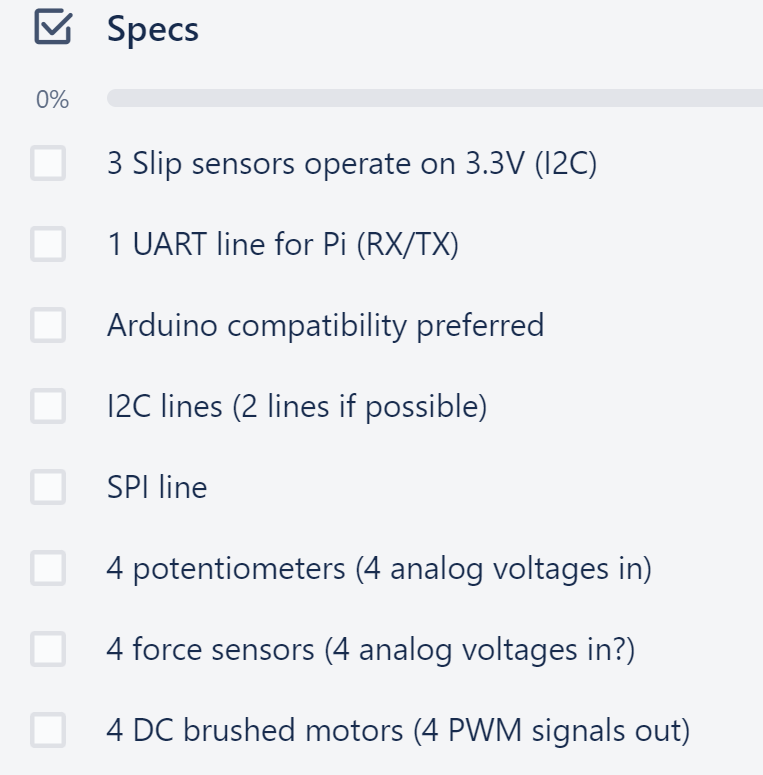 Specs
0%
3 Slip sensors operate on 3.3V (I2C)
1 UART line for Pi (RX/TX)
Arduino compatibility preferred
I2C lines (2 lines if possible)
SPI line
4 potentiometers (4 analog voltages in)
4 force sensors (4 analog voltages in?)
4 DC brushed motors (4 PWM signals out)